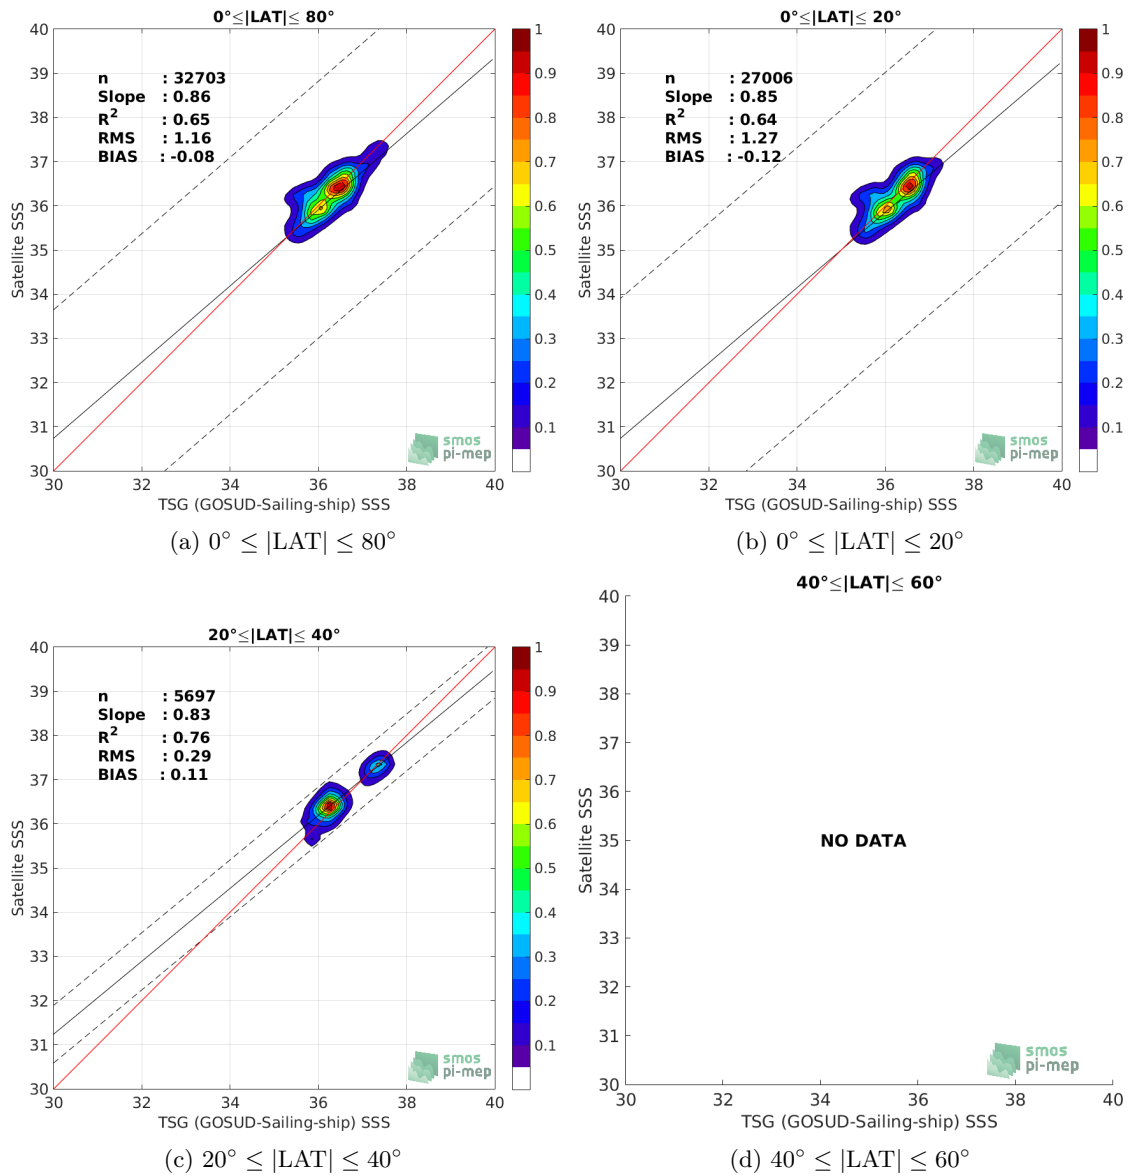 0°≤|LAT|≤ 80°
n : 32703
Slope : 0.86
R² : 0.65
RMS : 1.16
BIAS : -0.08
40
39
38
37
36
35
34
33
32
31
30
30 32 34 36 38 40
Satellite SSS
TSG (GOSUD-Sailing-ship) SSS
1
0.9
0.8
0.7
0.6
0.5
0.4
0.3
0.2
0.1
smos
pi-mep
(a) 0° ≤ |LAT| ≤ 80°
0°≤|LAT|≤ 20°
n : 27006
Slope : 0.85
R² : 0.64
RMS : 1.27
BIAS : -0.12
40
39
38
37
36
35
34
33
32
31
30
30 32 34 36 38 40
Satellite SSS
TSG (GOSUD-Sailing-ship) SSS
1
0.9
0.8
0.7
0.6
0.5
0.4
0.3
0.2
0.1
smos
pi-mep
(b) 0° ≤ |LAT| ≤ 20°
20°≤|LAT|≤ 40°
n : 5697
Slope : 0.83
R² : 0.76
RMS : 0.29
BIAS : 0.11
40
39
38
37
36
35
34
33
32
31
30
30 32 34 36 38 40
Satellite SSS
TSG (GOSUD-Sailing-ship) SSS
1
0.9
0.8
0.7
0.6
0.5
0.4
0.3
0.2
0.1
smos
pi-mep
(c) 20° ≤ |LAT| ≤ 40°
40°≤|LAT|≤ 60°
40
39
38
37
36
35
34
33
32
31
30
30 32 34 36 38 40
Satellite SSS
NO DATA
TSG (GOSUD-Sailing-ship) SSS
smos
pi-mep
(d) 40° ≤ |LAT| ≤ 60°